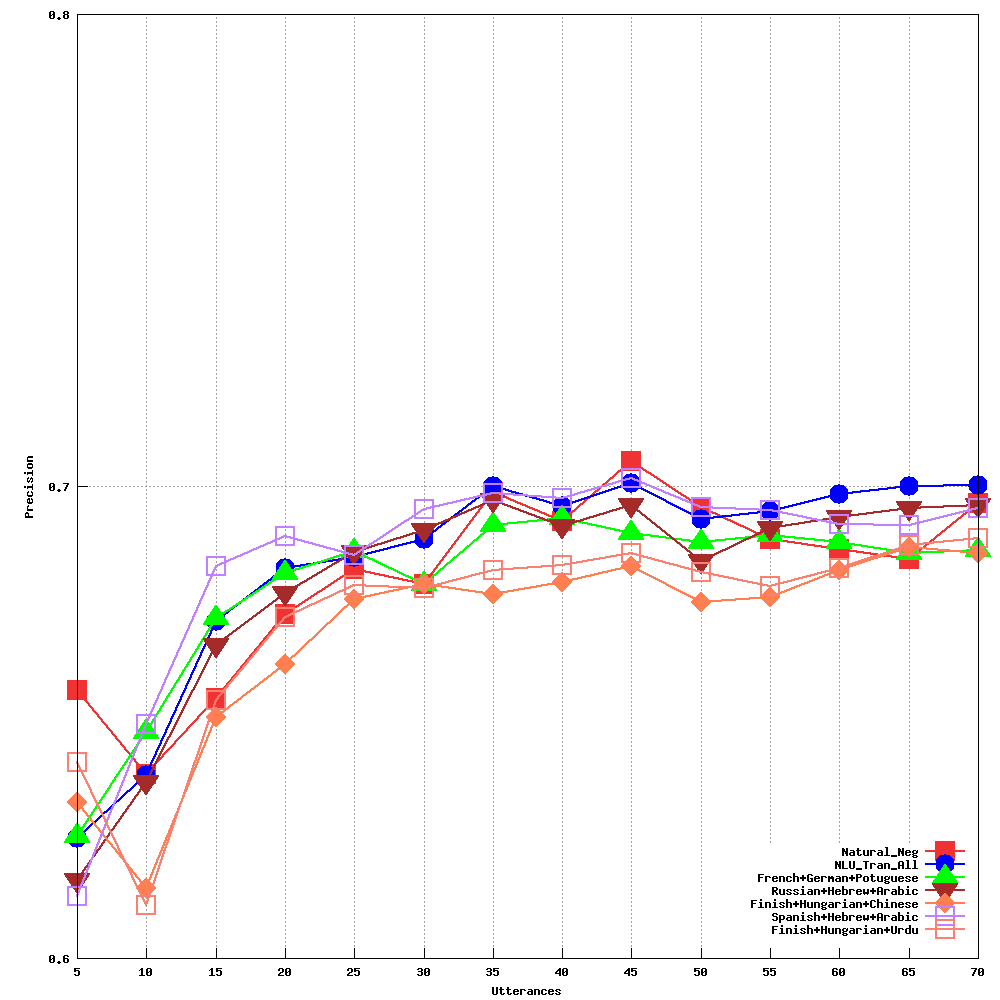 0.8
0.7
0.6
Precision
5 10 15 20 25 30 35 40 45 50 55 60 65 70
Utterances
Natural_Neg
NLU_Tran_All
French+German+Potuguese
Russian+Hebrew+Arabic
Finish+Hungarian+Chinese
Spanish+Hebrew+Arabic
Finish+Hungarian+Urdu